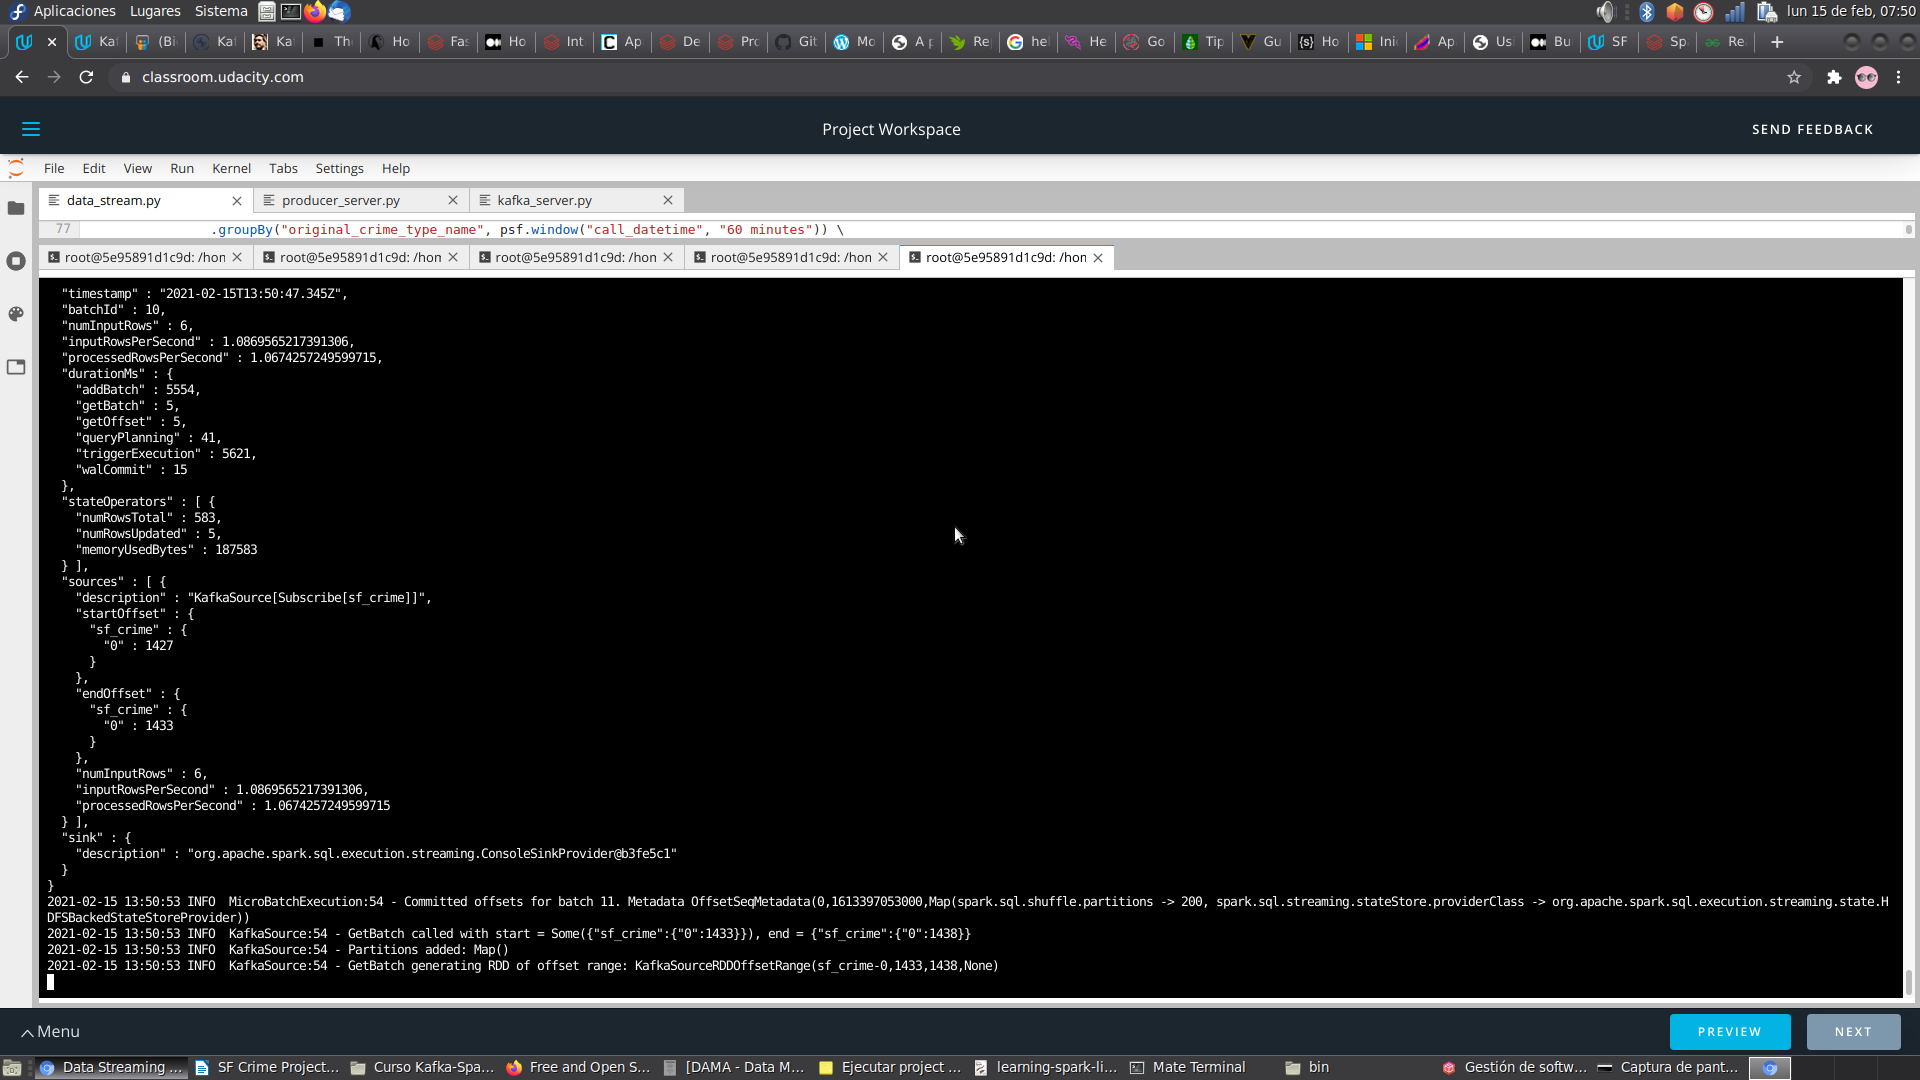 Aplicaciones Lugares Sistema lun 15 de feb, 07:50
Kaf (Bi Kaf Ka Th Ho Fas Ho Int Ap De Pro Git Mo A p Re hel He Go Tip Gu Ho Ini Ap Usi Bu SF Sp Re
classroom.udacity.com
Project Workspace SEND FEEDBACK
File Edit View Run Kernel Tabs Settings Help
data_stream.py producer_server.py kafka_server.py
77 .groupBy("original_crime_type_name", psf.window("call_datetime", "60 minutes")) \
root@5e95891d1c9d: /hon root@5e95891d1c9d: /hon root@5e95891d1c9d: /hon root@5e95891d1c9d: /hon root@5e95891d1c9d: /hon
"timestamp" : "2021-02-15T13:50:47.345Z",
"batchId" : 10,
"numInputRows" : 6,
"inputRowsPerSecond" : 1.0869565217391306,
"processedRowsPerSecond" : 1.0674257249599715,
"durationMs" : {
"addBatch" : 5554,
"getBatch" : 5,
"getOffset" : 5,
"queryPlanning" : 41,
"triggerExecution" : 5621,
"walCommit" : 15
},
"stateOperators" : [ {
"numRowsTotal" : 583,
"numRowsUpdated" : 5,
"memoryUsedBytes" : 187583
} ],
"sources" : [ {
"description" : "KafkaSource[Subscribe[sf_crime]]",
"startOffset" : {
"sf_crime" : {
"0" : 1427
}
},
"endOffset" : {
"sf_crime" : {
"0" : 1433
}
},
"numInputRows" : 6,
"inputRowsPerSecond" : 1.0869565217391306,
"processedRowsPerSecond" : 1.0674257249599715
} ],
"sink" : {
"description" : "org.apache.spark.sql.execution.streaming.ConsoleSinkProvider@b3fe5c1"
}
}
2021-02-15 13:50:53 INFO MicroBatchExecution:54 - Committed offsets for batch 11. Metadata OffsetSeqMetadata(0,1613397053000,Map(spark.sql.shuffle.partitions -> 200, spark.sql.streaming.stateStore.providerClass -> org.apache.spark.sql.execution.streaming.state.H
DFSBackedStateStoreProvider))
2021-02-15 13:50:53 INFO KafkaSource:54 - GetBatch called with start = Some({"sf_crime":{"0":1433}}), end = {"sf_crime":{"0":1438}}
2021-02-15 13:50:53 INFO KafkaSource:54 - Partitions added: Map()
2021-02-15 13:50:53 INFO KafkaSource:54 - GetBatch generating RDD of offset range: KafkaSourceRDDOffsetRange(sf_crime-0,1433,1438,None)
Menu PREVIEW NEXT
Data Streaming ... SF Crime Project... Curso Kafka-Spa... Free and Open S... [DAMA - Data M... Ejecutar project ... learning-spark-li... Mate Terminal bin Gestión de softw... Captura de pant...